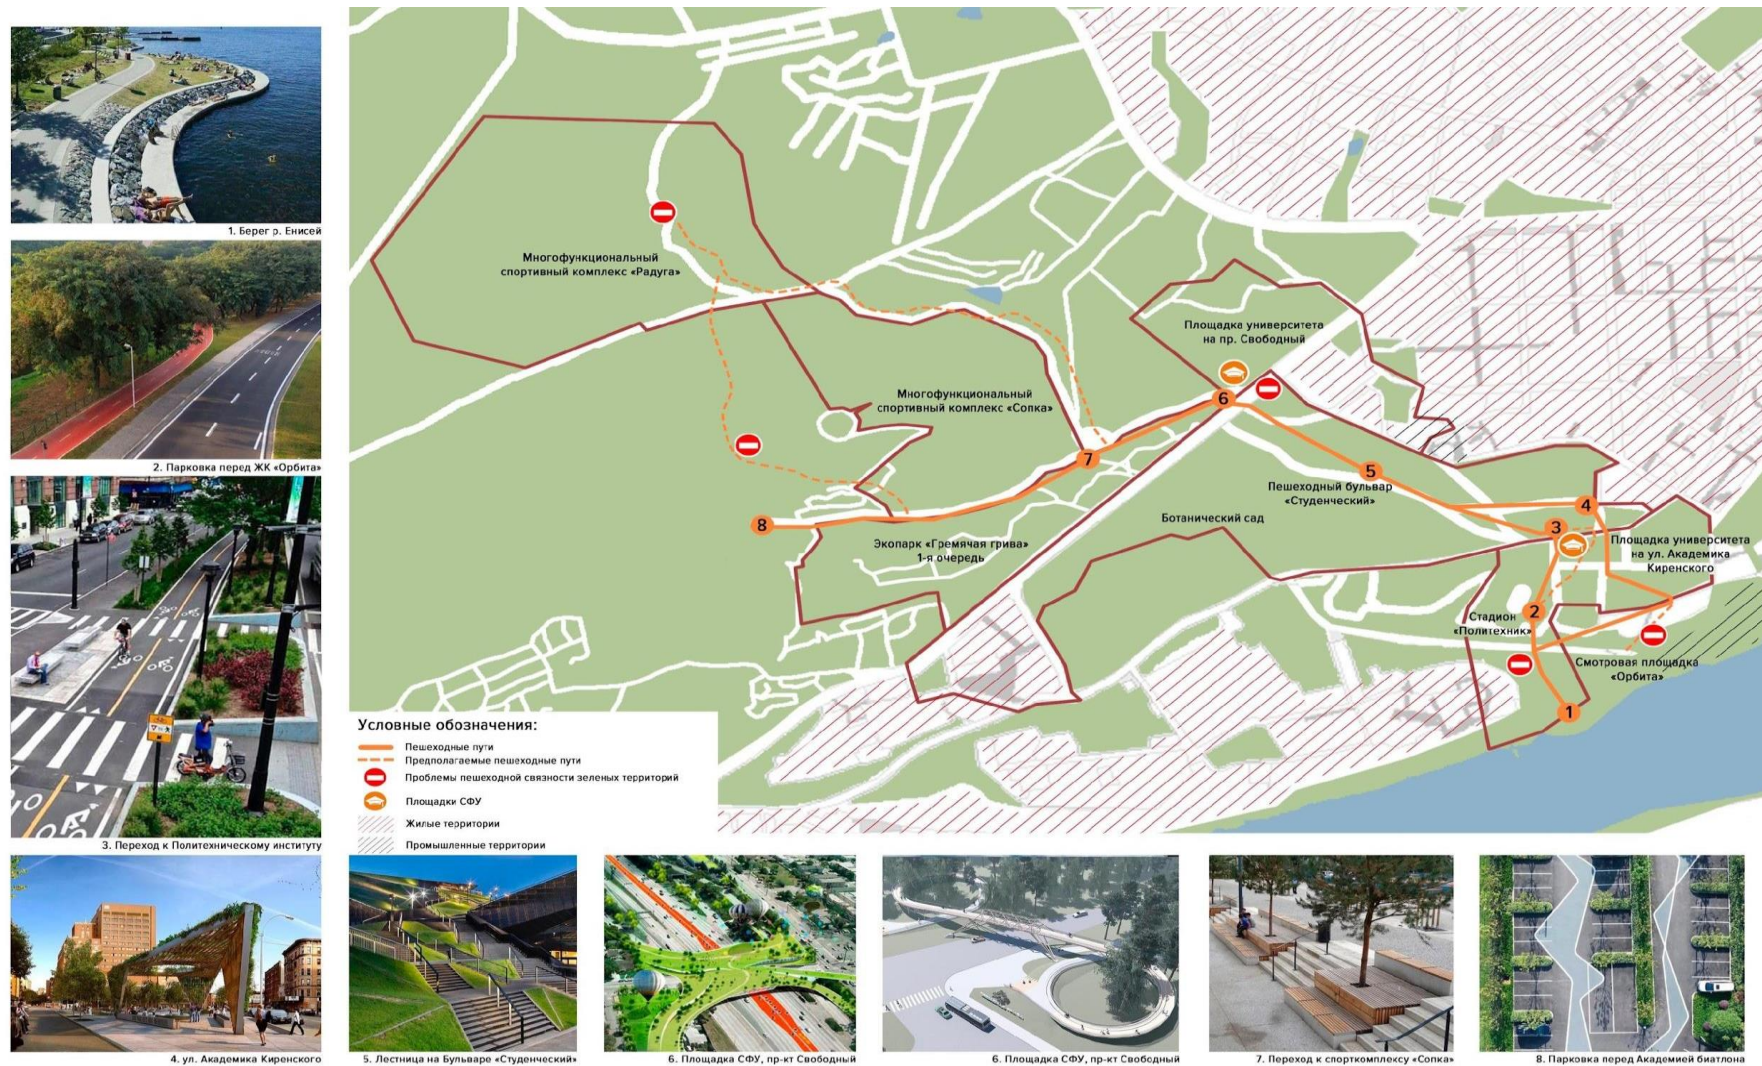 1. Берег р. Енисей
2. Парковка перед ЖК «Орбита»
3. Переход к Политехническому институту
4. ул. Академика Киренского
Многофункциональный
спортивный комплекс «Радуга»
Многофункциональный
спортивный комплекс «Сопка»
Площадка университета
на пр. Свободный
6
7
5
Пешеходный бульвар
«Студенческий»
4
8
3
Ботанический сад
Экопарк «Гремячая грива»
1-я очередь
Площадка университета
на ул. Академика
Киренского
2
Стадион
«Политехник»
Смотровая площадка
«Орбита»
1
Условные обозначения:
Пешеходные пути
Предполагаемые пешеходные пути
Проблемы пешеходной связности зеленых территорий
Площадки СФУ
Жилые территории
Промышленные территории
5. Лестница на Бульваре «Студенческий»
6. Площадка СФУ, пр-кт Свободный
6. Площадка СФУ, пр-кт Свободный
7. Переход к спорткомплексу «Сопка»
8. Парковка перед Академией биатлона